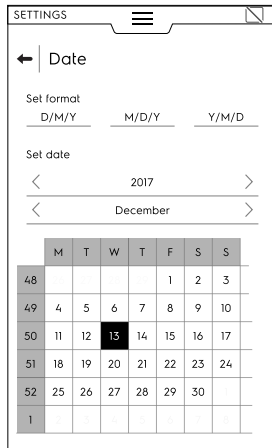 SETTINGS
Date
Set format
D/M/Y M/D/Y Y/M/D
Set date
2017
December
M T W T F S S
48 1 2 3
49 4 5 6 7 8 9 10
50 11 12 13 14 15 16 17
51 18 19 20 21 22 23 24
52 25 26 27 28 29 30
1